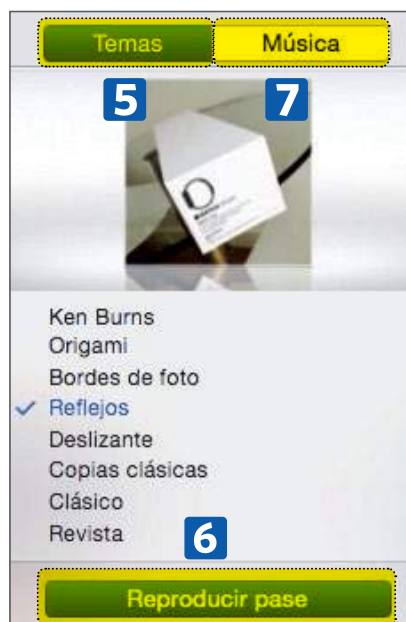 Temas Música
5 7
Ken Burns
Origami
Bordes de foto
Reflejos
Deslizante
Copias clásicas
Clásico
Revista
6
Reproducir pase